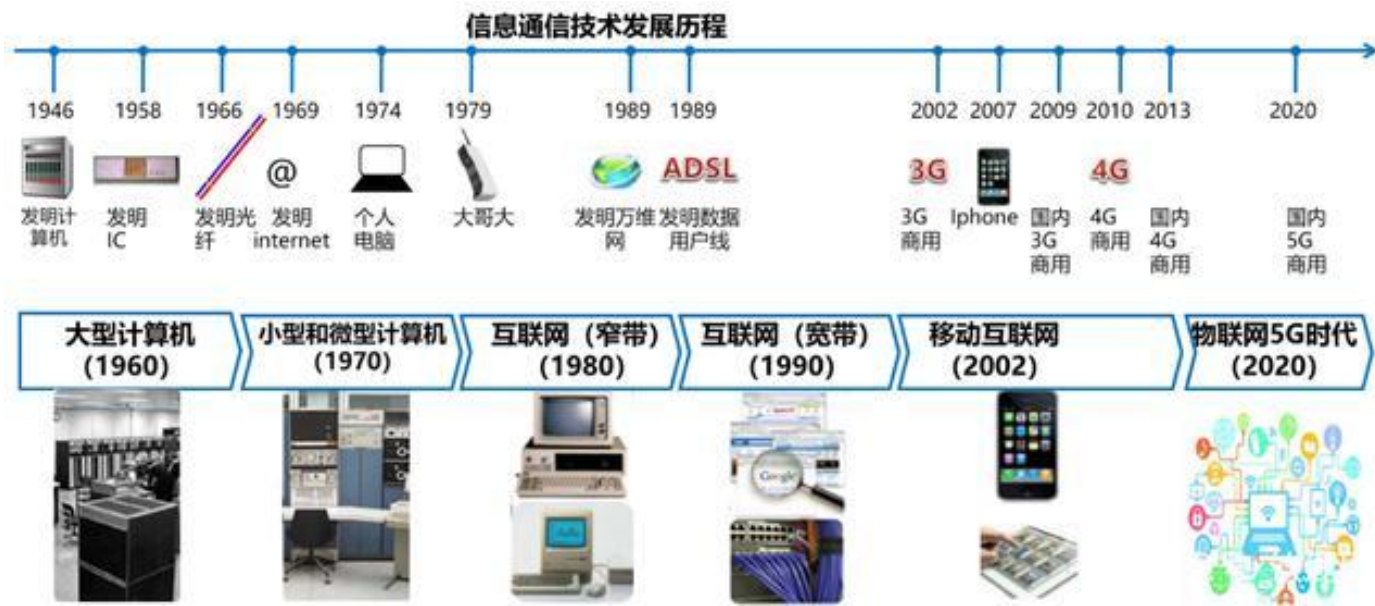 信息通信技术发展历程
1946 1958 1966 1969 1974 1979 1989 1989 2002 2007 2009 2010 2013 2020
@ ADSL 3G 4G
发明计
算机
发明
IC
发明光
纤
发明
internet
个人
电脑
大哥大
发明万维
网
发明数据
用户线
3G
商用
Iphone
国内
3G
商用
4G
商用
国内
4G
商用
国内
5G
商用
大型计算机
(1960)
小型和微型计算机
(1970)
互联网（窄带）
(1980)
互联网（宽带）
(1990)
移动互联网
(2002)
物联网5G时代
(2020)
Google